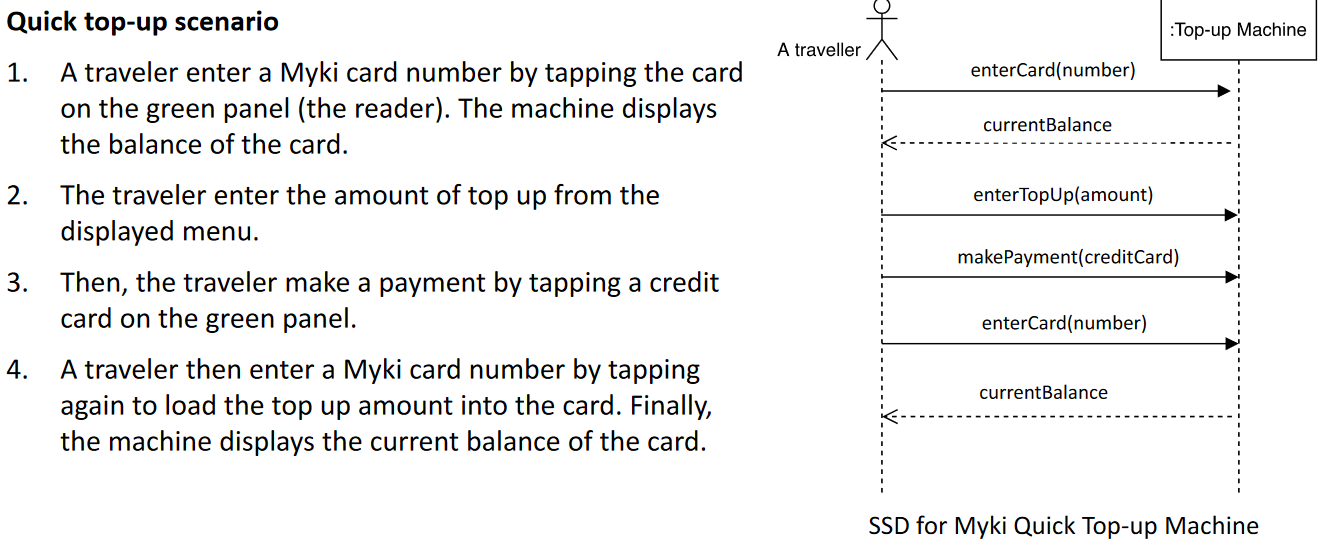 Quick top-up scenario
1. A traveler enter a Myki card number by tapping the card
on the green panel (the reader). The machine displays
the balance of the card.
2. The traveler enter the amount of top up from the
displayed menu.
3. Then, the traveler make a payment by tapping a credit
card on the green panel.
4. A traveler then enter a Myki card number by tapping
again to load the top up amount into the card. Finally,
the machine displays the current balance of the card.
A traveller
:Top-up Machine
enterCard(number)
currentBalance
enterTopUp(amount)
makePayment(creditCard)
enterCard(number)
currentBalance
SSD for Myki Quick Top-up Machine